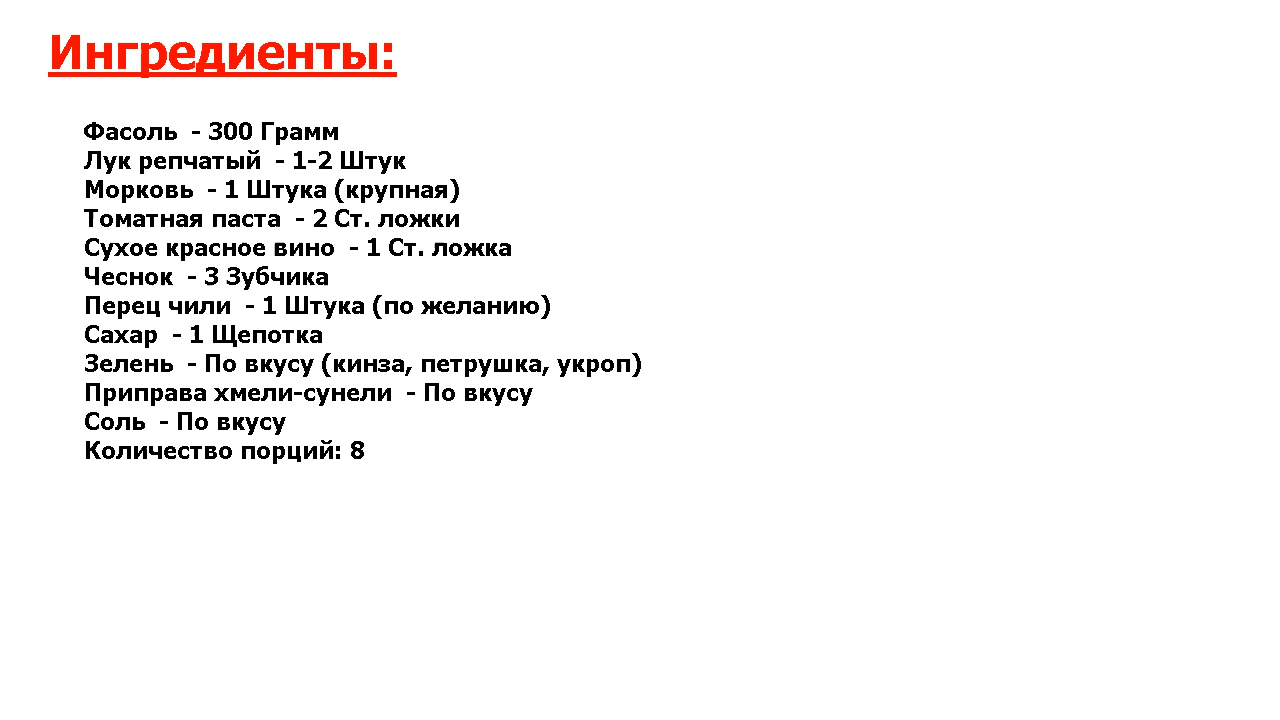 Ингредиенты:
Фасоль - 300 Грамм
Лук репчатый - 1-2 Штук
Морковь - 1 Штука (крупная)
Томатная паста - 2 Ст. ложки
Сухое красное вино - 1 Ст. ложка
Чеснок - 3 Зубчика
Перец чили - 1 Штука (по желанию)
Сахар - 1 Щепотка
Зелень - По вкусу (кинза, петрушка, укроп)
Приправа хмели-сунели - По вкусу
Соль - По вкусу
Количество порций: 8